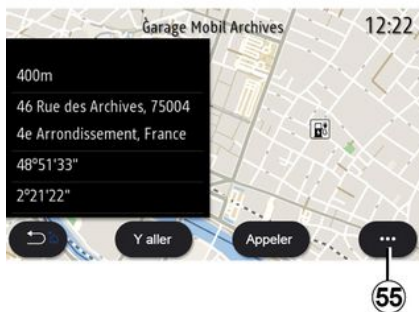 Garage Mobil Archives
12:22
400m
46 Rue des Archives, 75004
4e Arrondissement, France
48°51'33"
2°21'22"
Y aller
Appeler
55